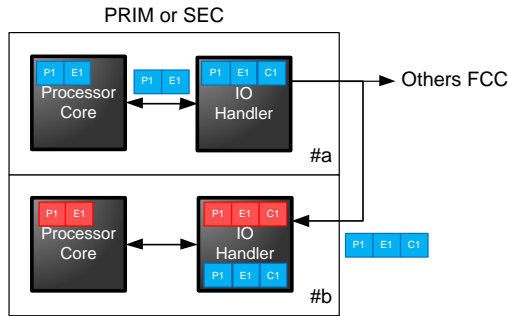 PRIM or SEC
P1 E1
Processor
Core
P1 E1
P1 E1 C1
IO
Handler
Others FCC
#a
P1 E1
Processor
Core
P1 E1 C1
IO
Handler
P1 E1 C1
P1 E1 C1
#b